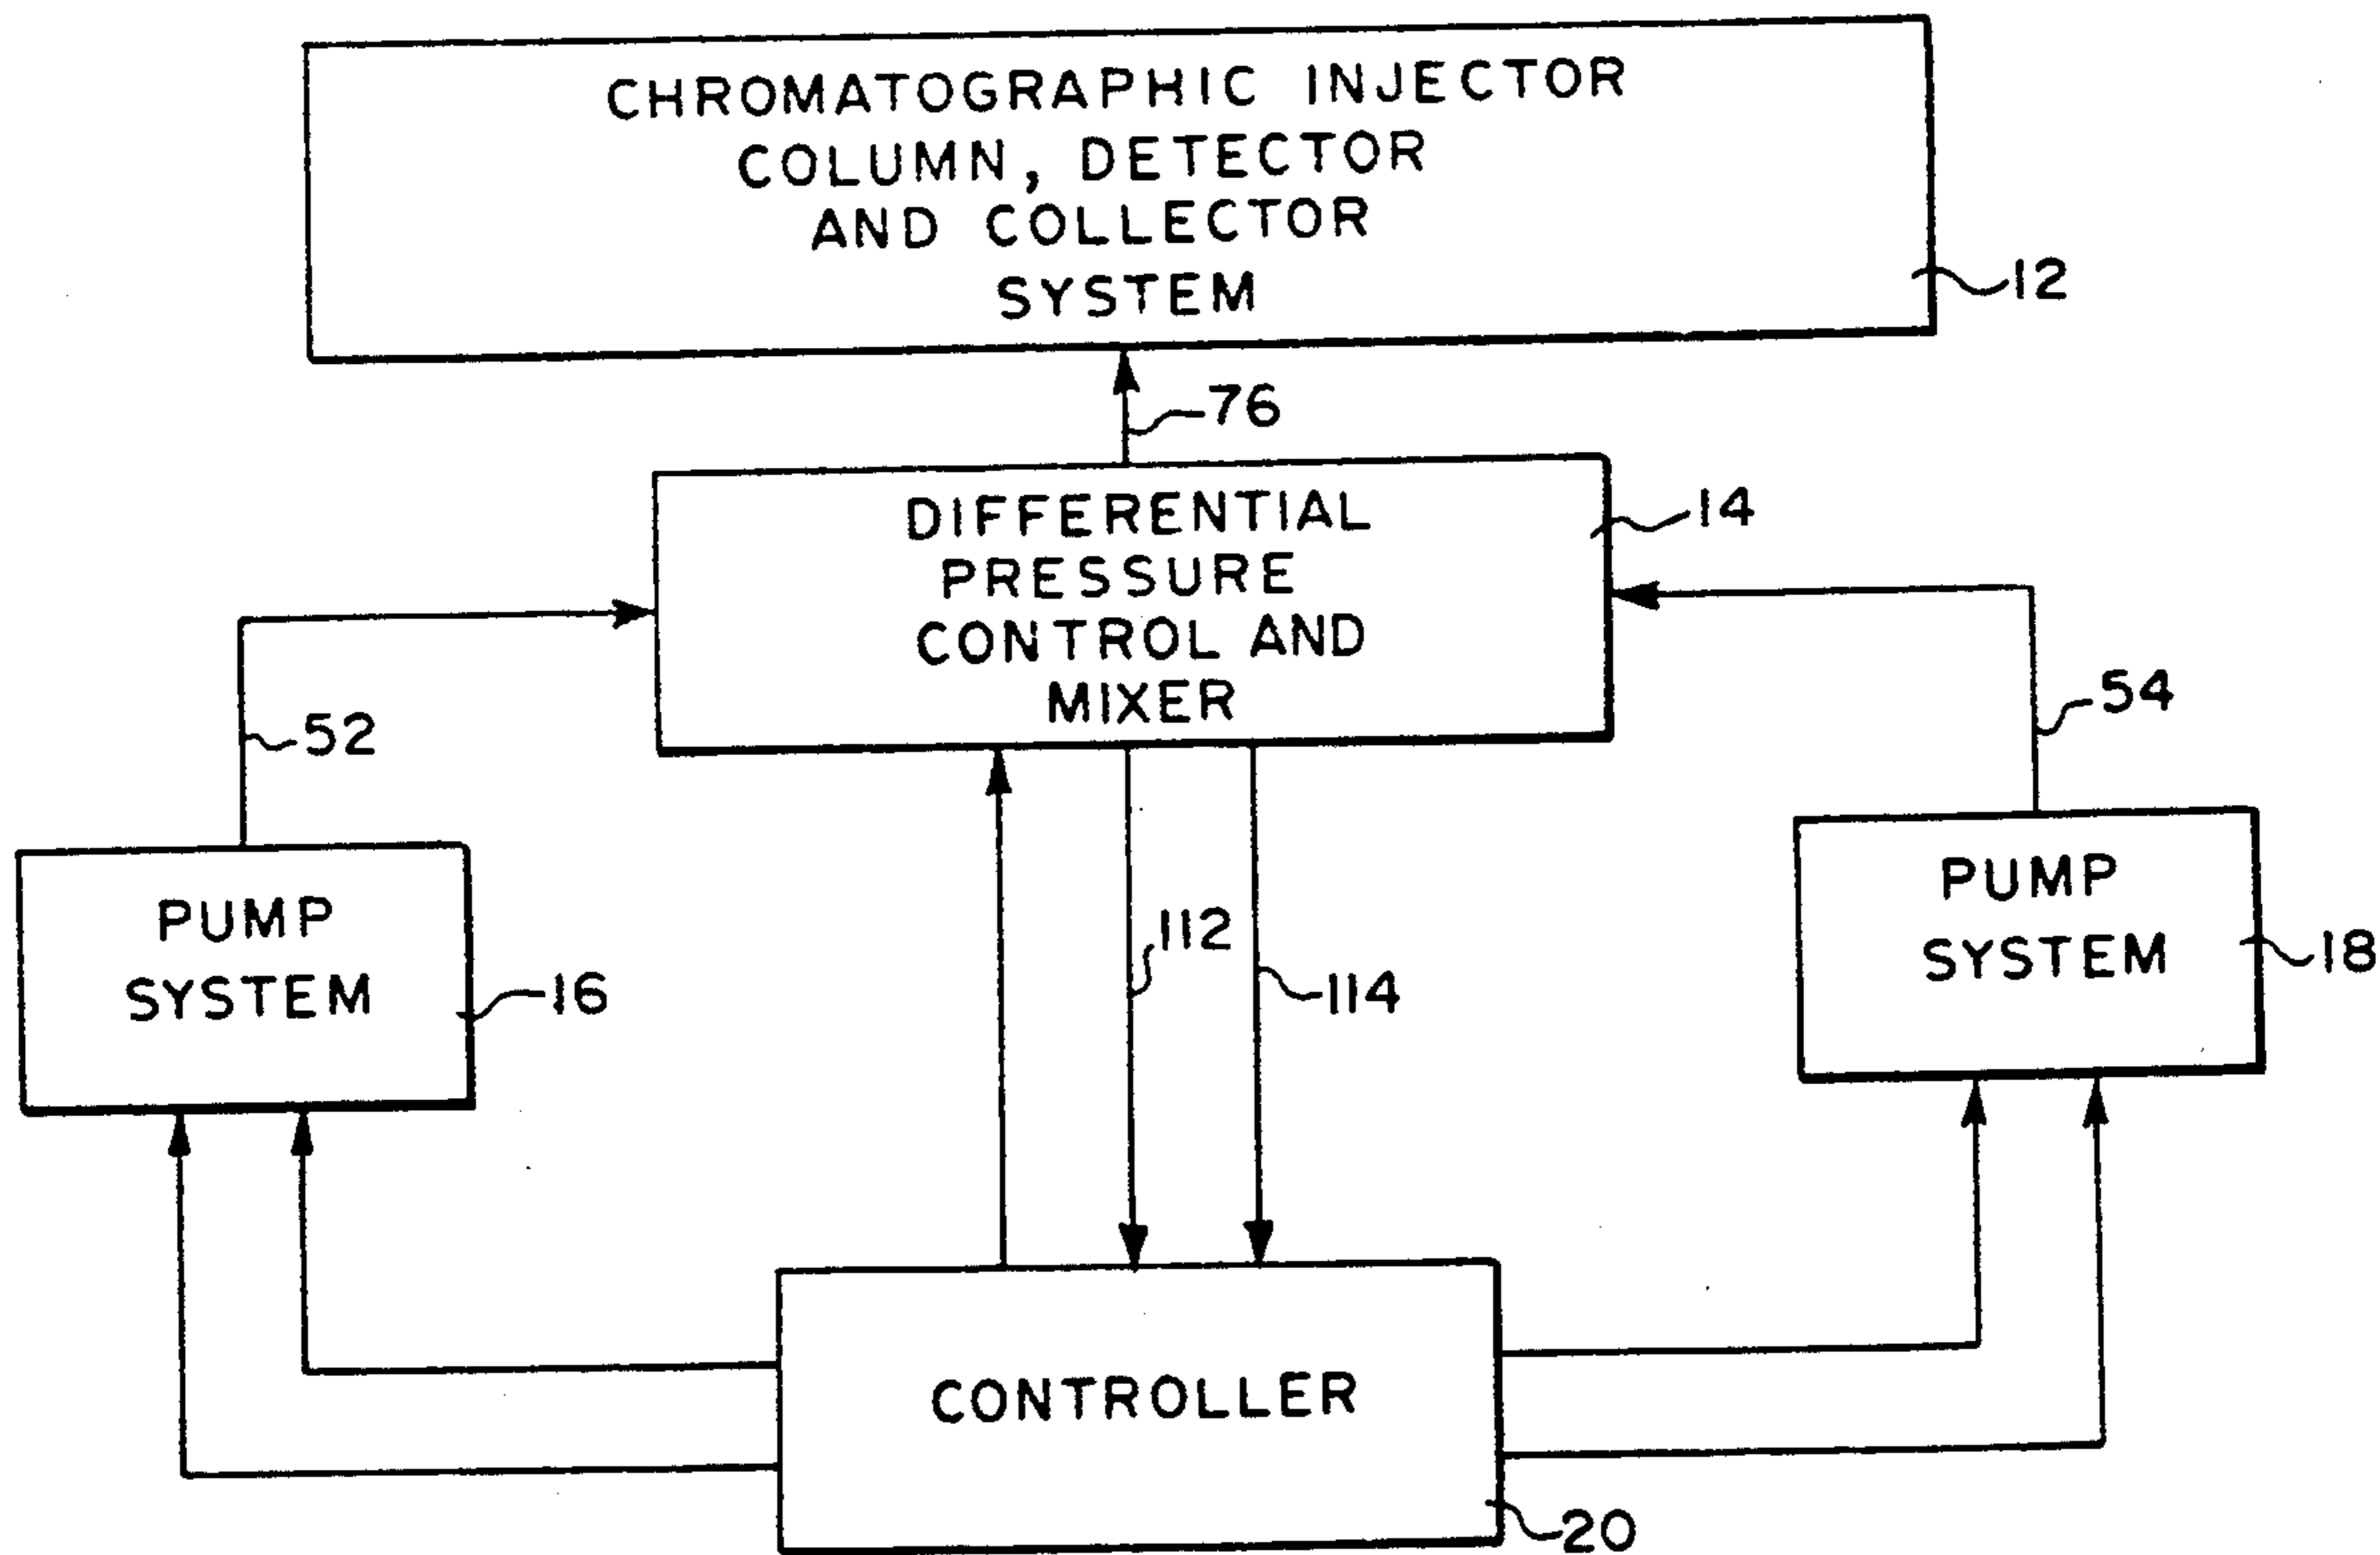 CHROMATOGRAPHIC INJECTOR
COLUMN, DETECTOR
AND COLLECTOR
SYSTEM
12
76
DIFFERENTIAL
PRESSURE
CONTROL AND
MIXER
14
52
54
PUMP
SYSTEM
16
112
114
PUMP
SYSTEM
18
CONTROLLER
20